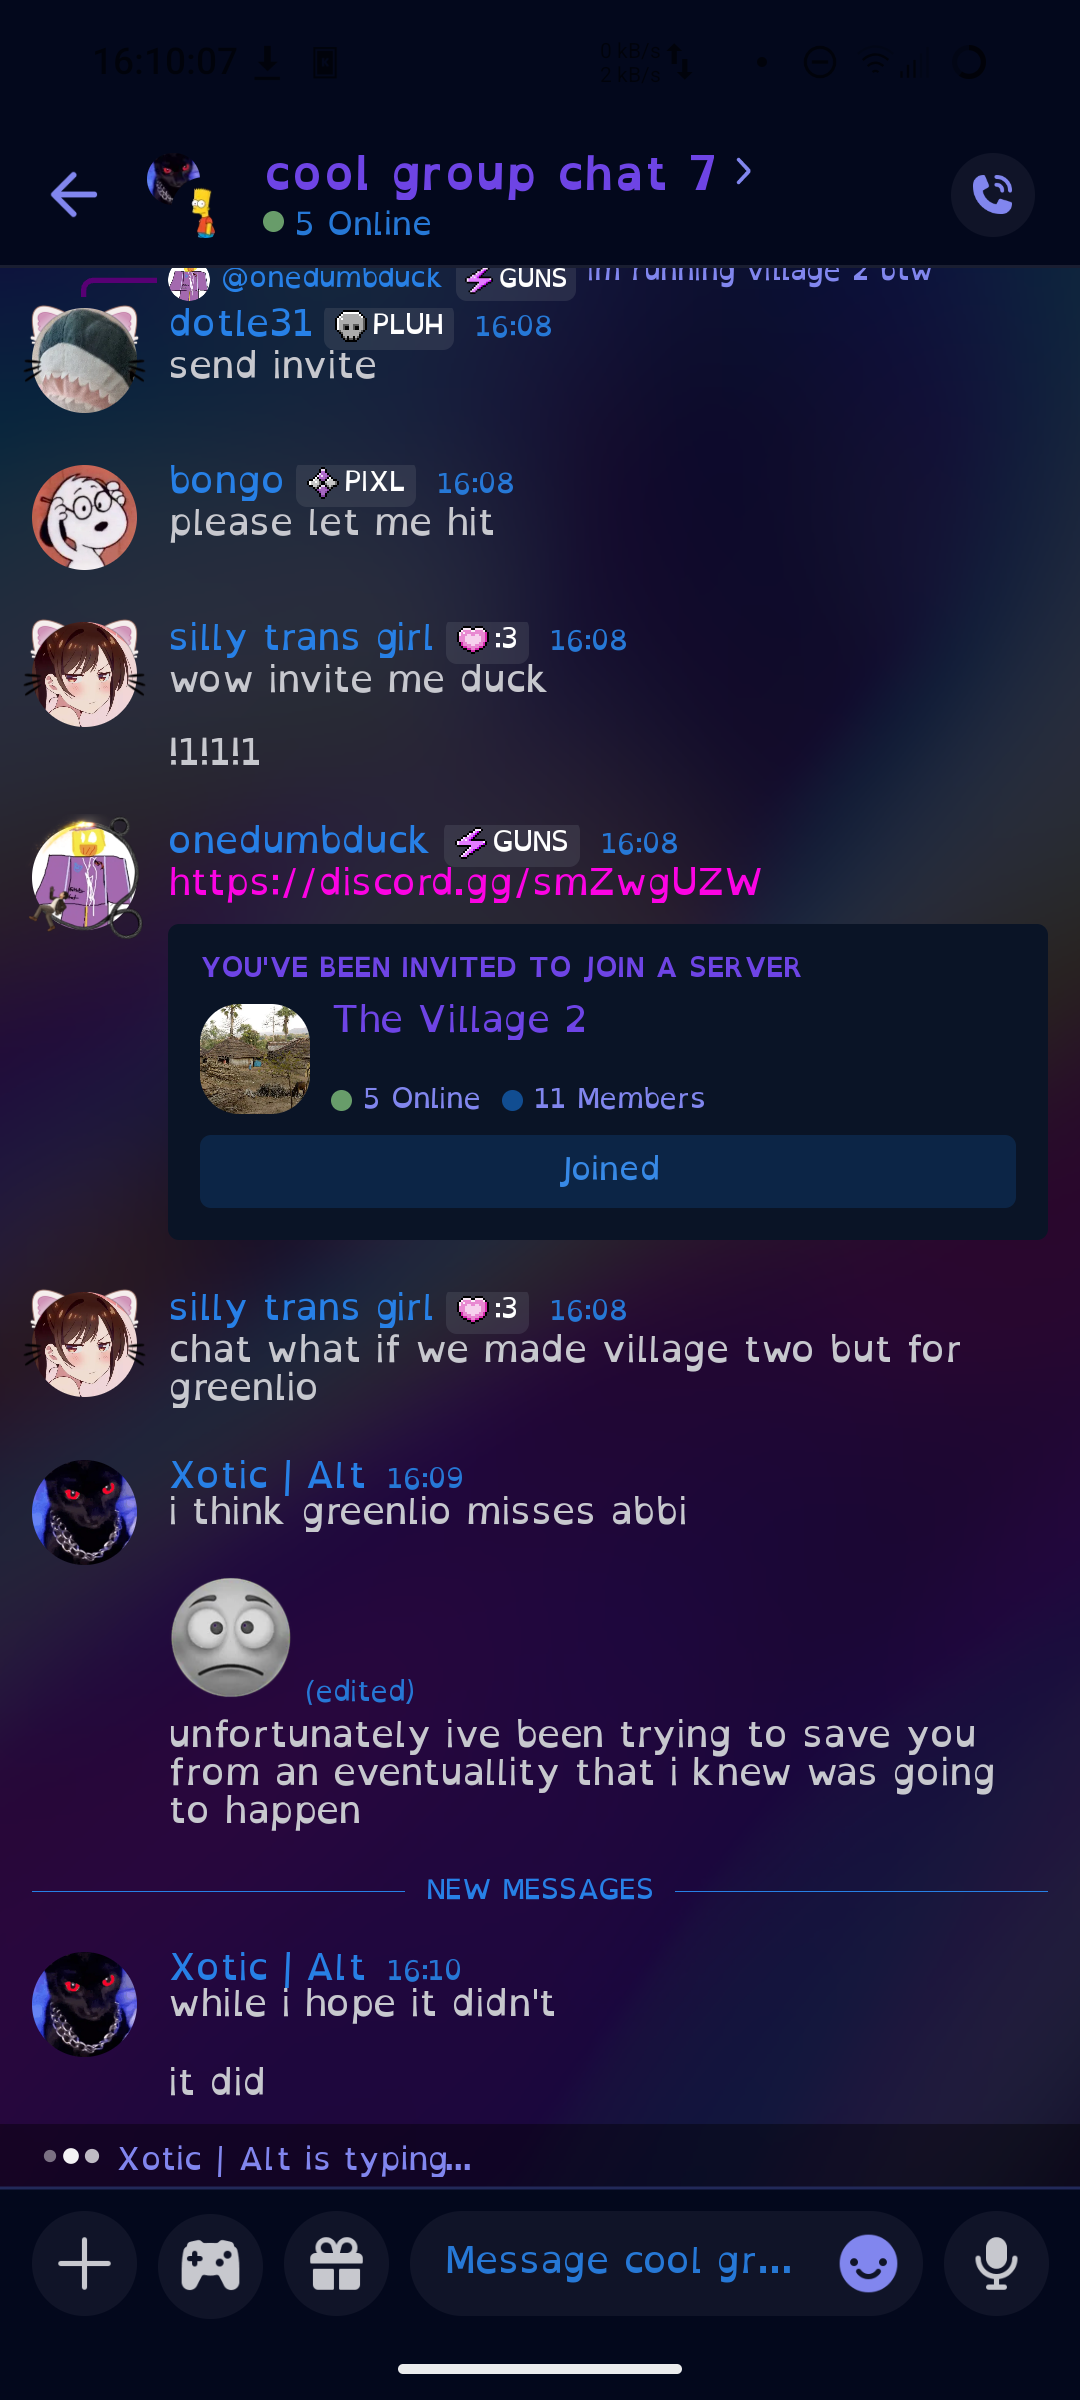 16:10:07
0 kB/s
2 kB/s
cool group chat 7
5 Online
@onedumbduck GUNS im running village 2 btw
dotle31 PLUH 16:08
send invite
bongo PIXL 16:08
please let me hit
silly trans girl :3 16:08
wow invite me duck
!1!1!1
onedumbduck GUNS 16:08
https://discord.gg/smZwgUZW
YOU'VE BEEN INVITED TO JOIN A SERVER
The Village 2
5 Online 11 Members
Joined
silly trans girl :3 16:08
chat what if we made village two but for
greenlio
Xotic | Alt 16:09
i think greenlio misses abbi
(edited)
unfortunately ive been trying to save you
from an eventuallity that i knew was going
to happen
NEW MESSAGES
Xotic | Alt 16:10
while i hope it didn't
it did
Xotic | Alt is typing...
Message cool gr...